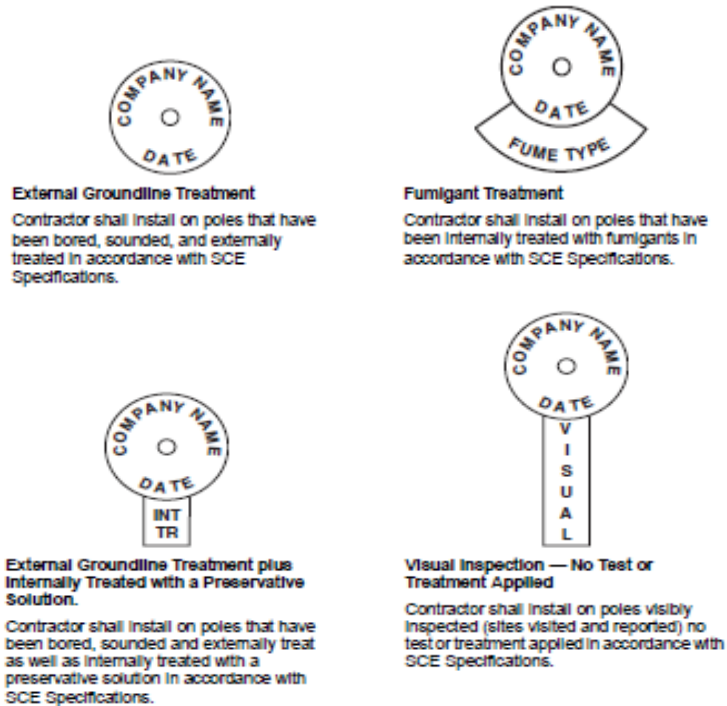 COMPANY NAME
DATE
External Groundline Treatment
Contractor shall install on poles that have
been bored, sounded, and externally
treated in accordance with SCE
Specifications.
COMPANY NAME
DATE
FUME TYPE
Fumigant Treatment
Contractor shall install on poles that have
been internally treated with fumigants in
accordance with SCE Specifications.
COMPANY NAME
DATE
INT
TR
External Groundline Treatment plus
Internally Treated with a Preservative
Solution.
Contractor shall install on poles that have
been bored, sounded and externally treat
as well as internally treated with a
preservative solution in accordance with
SCE Specifications.
COMPANY NAME
DATE
V
I
S
U
A
L
Visual Inspection — No Test or
Treatment Applied
Contractor shall install on poles visibly
inspected (sites visited and reported) no
test or treatment applied in accordance with
SCE Specifications.